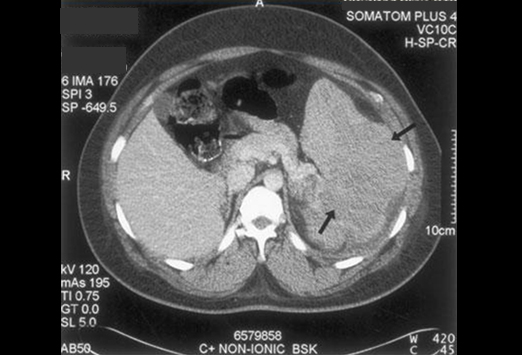 A
SOMATOM PLUS 4
VC10C
H-SP-CR
6 IMA 176
SPI 3
SP -649.5
R
10cm
kV 120
mAs 195
TI 0.75
GT 0.0
SL 5.0
6579858
W 420
AB50
C+ NON-IONIC BSK
C 45